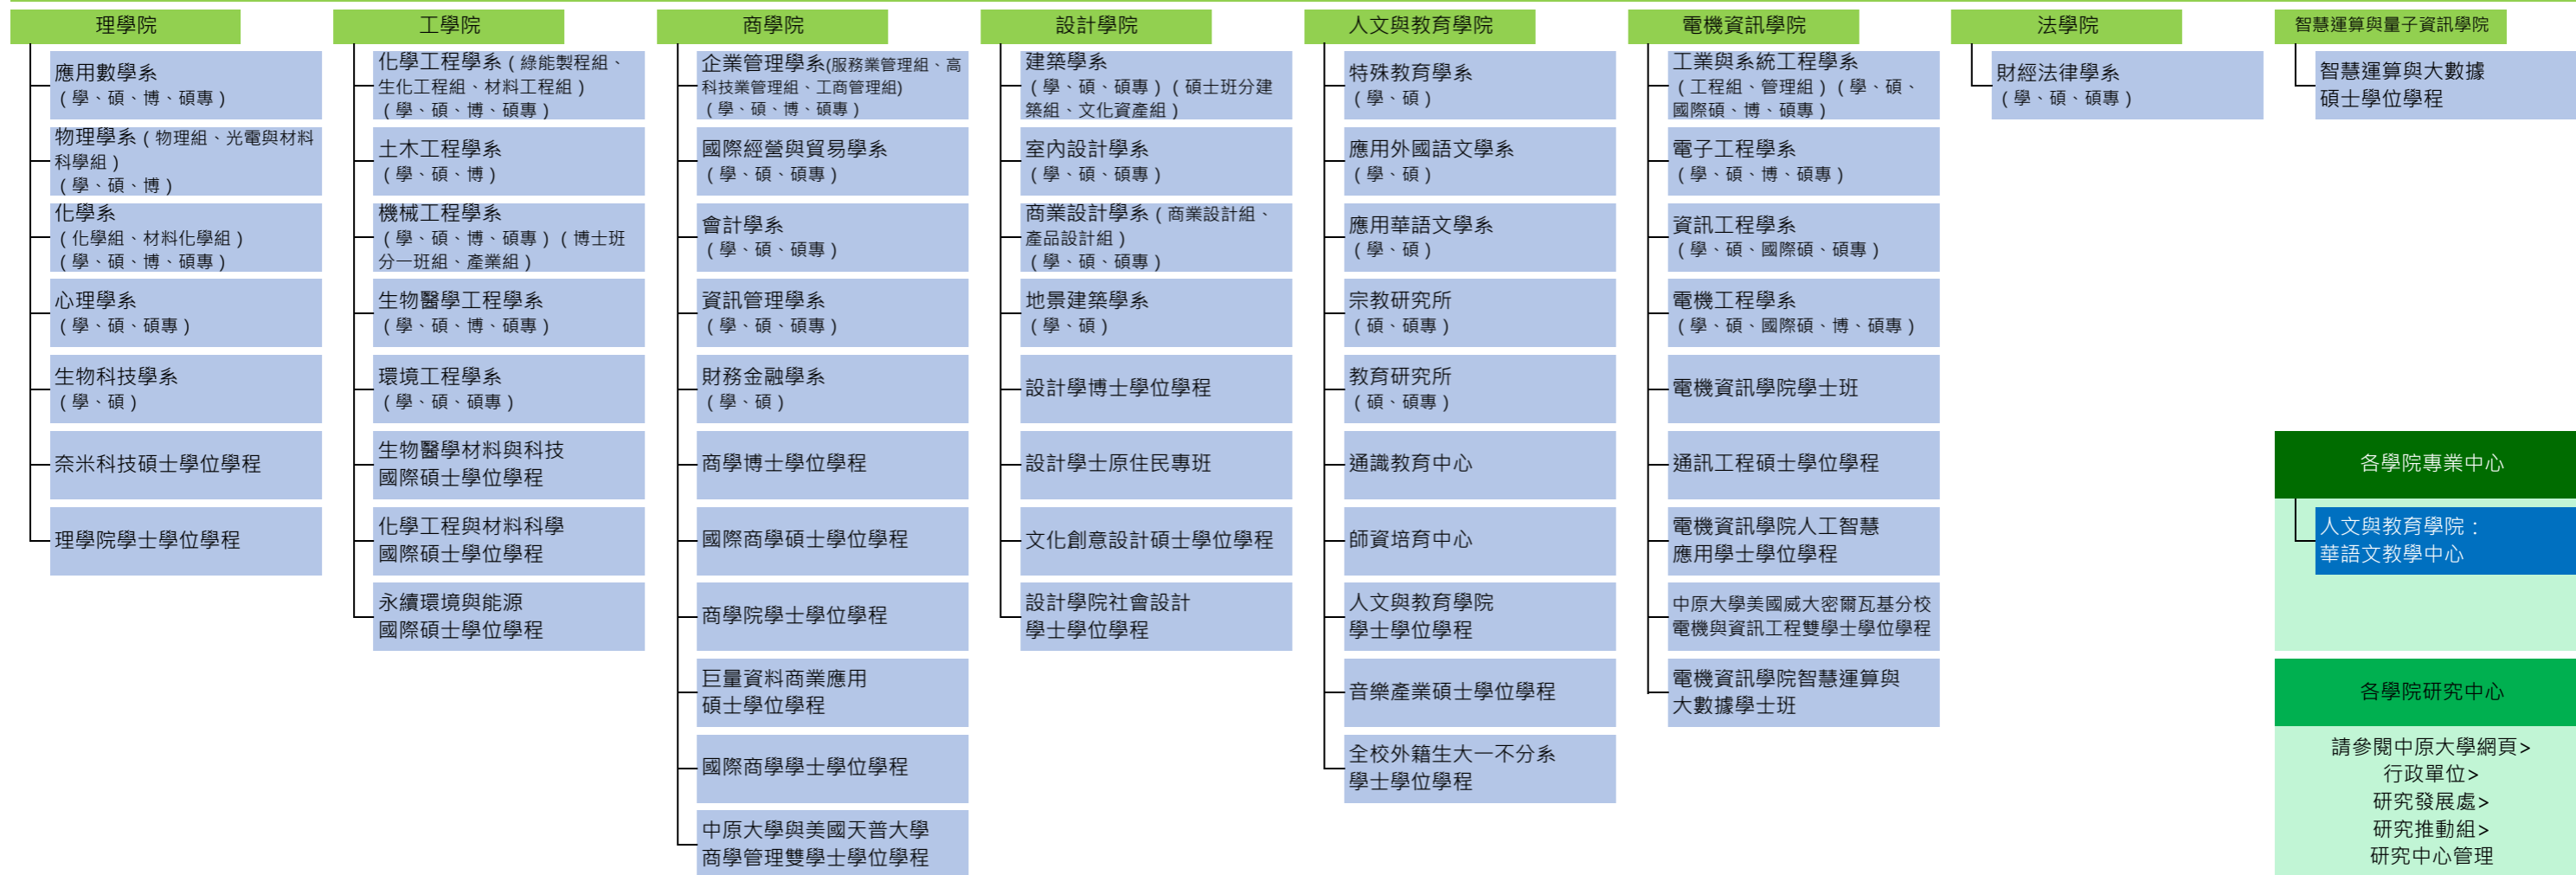 理學院
應用數學系
(學、碩、博、碩專)
物理學系(物理組、光電與材料
科學組)
(學、碩、博)
化學系
(化學組、材料化學組)
(學、碩、博、碩專)
心理學系
(學、碩、碩專)
生物科技學系
(學、碩)
奈米科技碩士學位學程
理學院學士學位學程
工學院
化學工程學系(綠能製程組、
生化工程組、材料工程組)
(學、碩、博、碩專)
土木工程學系
(學、碩、博)
機械工程學系
(學、碩、博、碩專)(博士班
分一班組、產業組)
生物醫學工程學系
(學、碩、博、碩專)
環境工程學系
(學、碩、碩專)
生物醫學材料與科技
國際碩士學位學程
化學工程與材料科學
國際碩士學位學程
永續環境與能源
國際碩士學位學程
商學院
企業管理學系(服務業管理組、高
科技業管理組、工商管理組)
(學、碩、博、碩專)
國際經營與貿易學系
(學、碩、碩專)
會計學系
(學、碩、碩專)
資訊管理學系
(學、碩、碩專)
財務金融學系
(學、碩)
商學博士學位學程
國際商學碩士學位學程
商學院學士學位學程
巨量資料商業應用
碩士學位學程
國際商學學士學位學程
中原大學與美國天普大學
商學管理雙學士學位學程
設計學院
建築學系
(學、碩、碩專)(碩士班分建
築組、文化資產組)
室內設計學系
(學、碩、碩專)
商業設計學系(商業設計組、
產品設計組)
(學、碩、碩專)
地景建築學系
(學、碩)
設計學博士學位學程
設計學士原住民專班
文化創意設計碩士學位學程
設計學院社會設計
學士學位學程
人文與教育學院
特殊教育學系
(學、碩)
應用外國語文學系
(學、碩)
應用華語文學系
(學、碩)
宗教研究所
(碩、碩專)
教育研究所
(碩、碩專)
通識教育中心
師資培育中心
人文與教育學院
學士學位學程
音樂產業碩士學位學程
全校外籍生大一不分系
學士學位學程
電機資訊學院
工業與系統工程學系
(工程組、管理組)(學、碩、
國際碩、博、碩專)
電子工程學系
(學、碩、博、碩專)
資訊工程學系
(學、碩、國際碩、碩專)
電機工程學系
(學、碩、國際碩、博、碩專)
電機資訊學院學士班
通訊工程碩士學位學程
電機資訊學院人工智慧
應用學士學位學程
中原大學美國威大密爾瓦基分校
電機與資訊工程雙學士學位學程
電機資訊學院智慧運算與
大數據學士班
法學院
財經法律學系
(學、碩、碩專)
智慧運算與量子資訊學院
智慧運算與大數據
碩士學位學程
各學院專業中心
人文與教育學院:
華語文教學中心
各學院研究中心
請參閱中原大學網頁>
行政單位>
研究發展處>
研究推動組>
研究中心管理